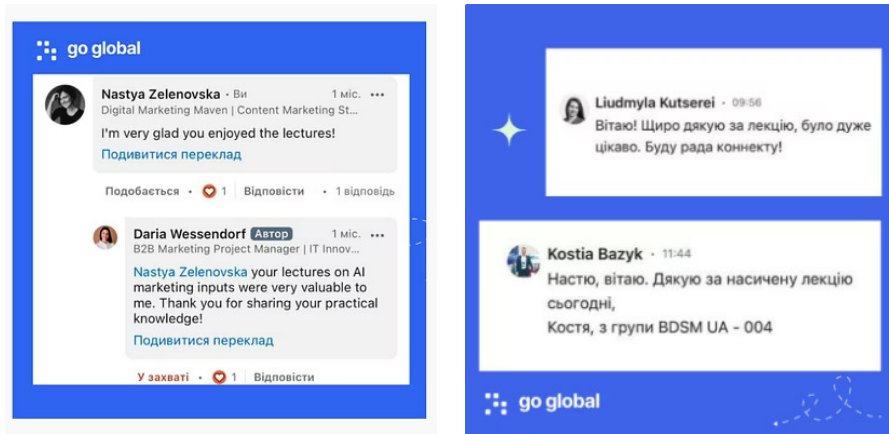 go global
Nastya Zelenovska • Ви 1 міс. •••
Digital Marketing Maven | Content Marketing St...
I'm very glad you enjoyed the lectures!
Подивитися переклад
Подобається • 1 | Відповісти • 1 відповідь
Daria Wessendorf Автор 1 міс. •••
B2B Marketing Project Manager | IT Innov...
Nastya Zelenovska your lectures on AI
marketing inputs were very valuable to
me. Thank you for sharing your practical
knowledge!
Подивитися переклад
У захваті • 1 | Відповісти
Liudmyla Kutserei • 09:56
Вітаю! Щиро дякую за лекцію, було дуже
цікаво. Буду рада коннекту!
Kostia Bazyk • 11:44
Настю, вітаю. Дякую за насичену лекцію
сьогодні,
Костя, з групи BDSM UA - 004
go global